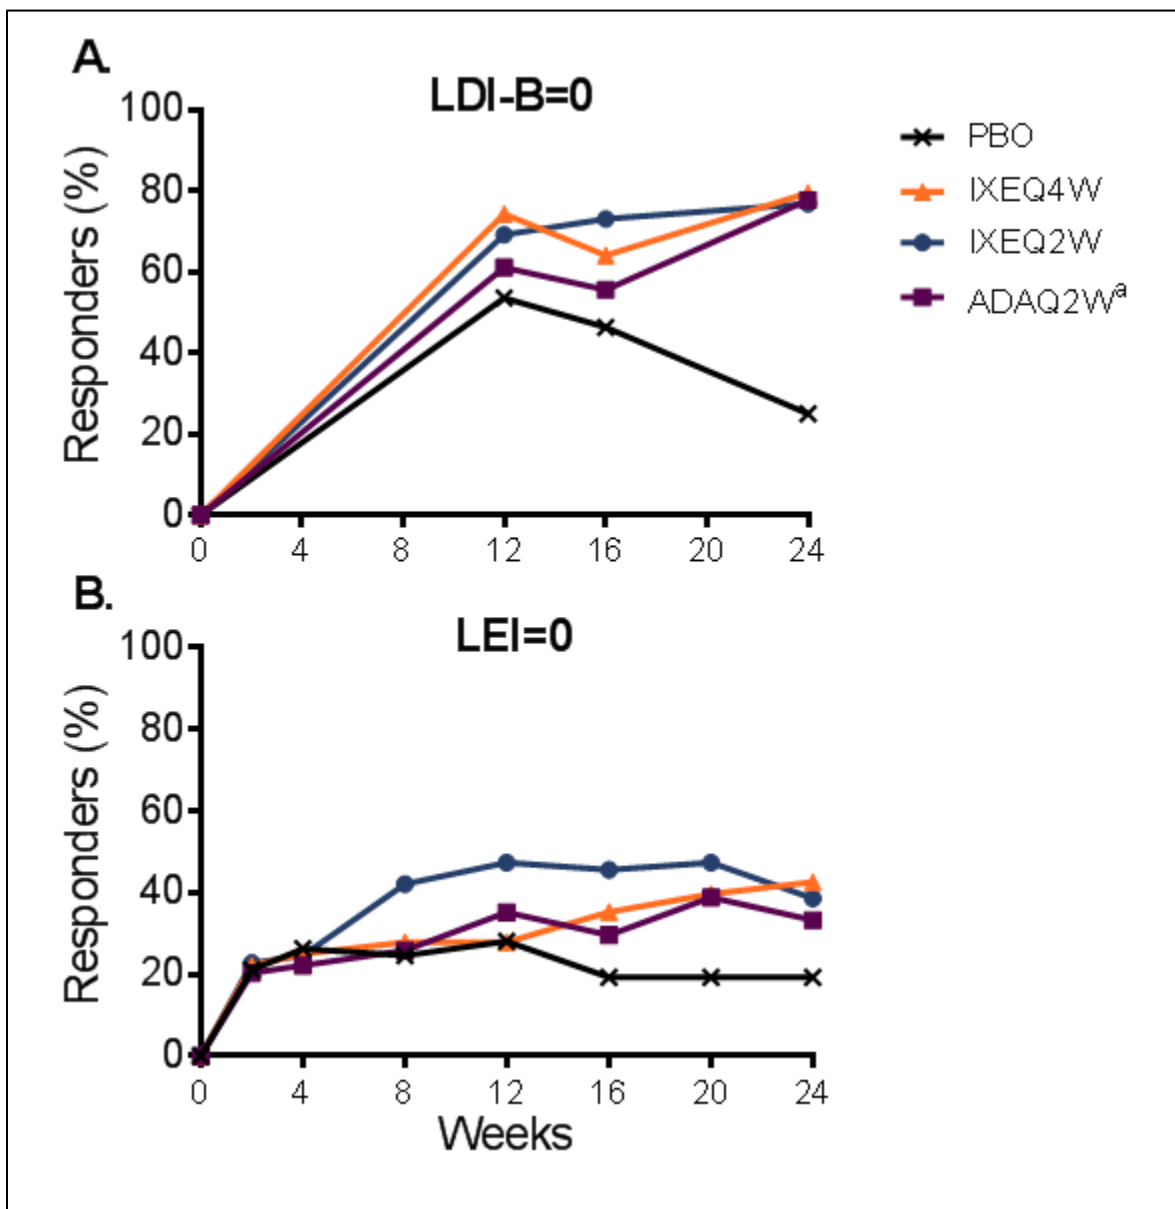 A.
LDI-B=0
Responders (%)
100
80
60
40
20
0
0 4 8 12 16 20 24
PBO
IXEQ4W
IXEQ2W
ADAQ2Wᵃ
B.
LEI=0
Responders (%)
100
80
60
40
20
0
0 4 8 12 16 20 24
Weeks